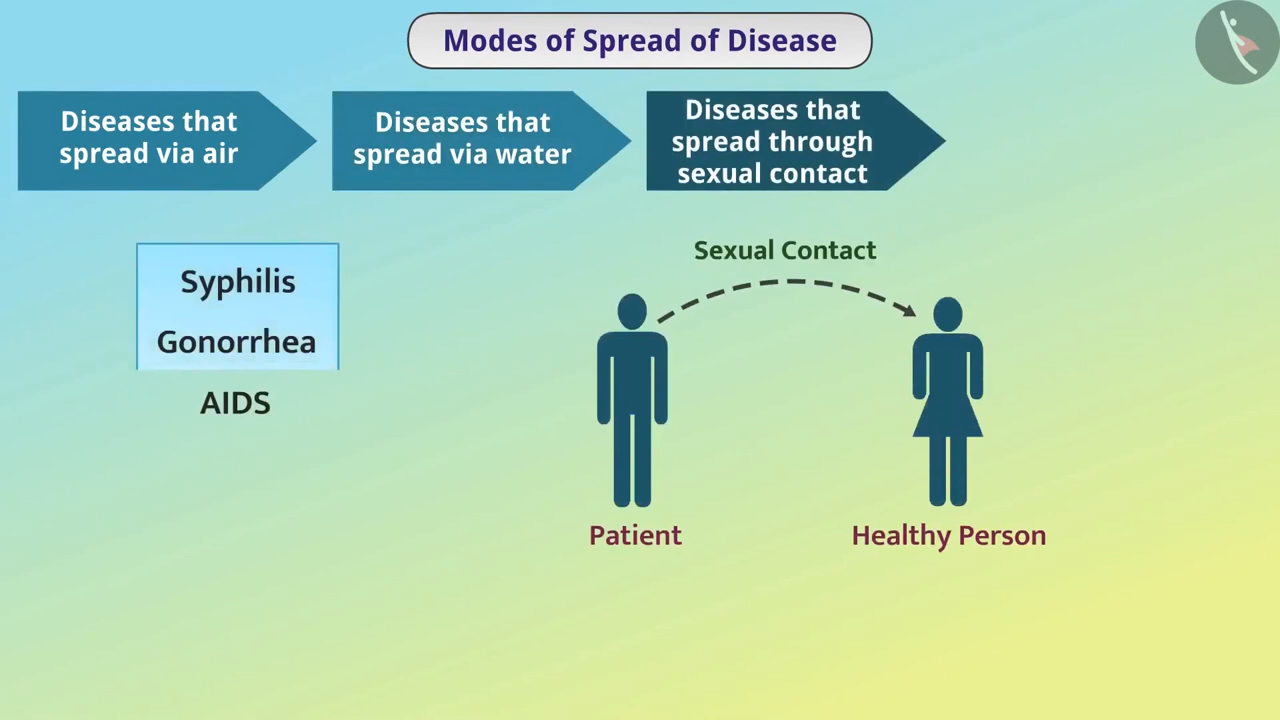 Modes of Spread of Disease
Diseases that
spread via air
Diseases that
spread via water
Diseases that
spread through
sexual contact
Syphilis
Gonorrhea
AIDS
Sexual Contact
Patient
Healthy Person